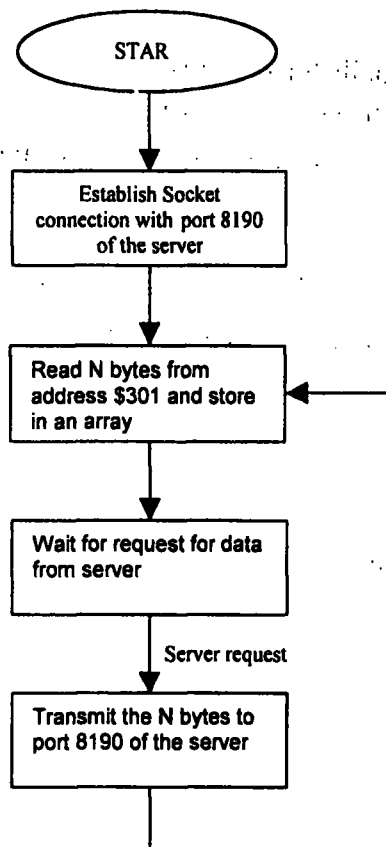 STAR
Establish Socket
connection with port 8190
of the server
Read N bytes from
address $301 and store
in an array
Wait for request for data
from server
Server request
Transmit the N bytes to
port 8190 of the server